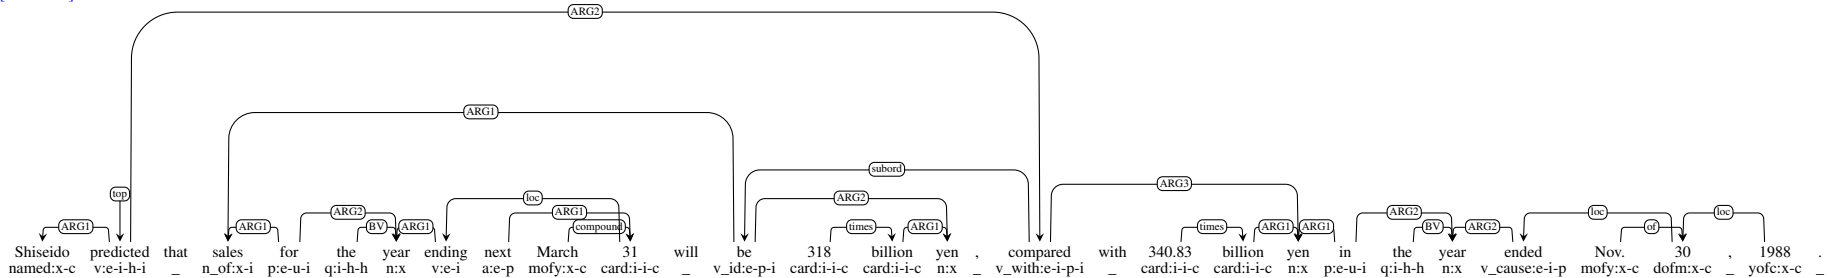 ARG2
ARG1
subord
ARG3
top
loc ARG2
ARG2 ARG1 ARG2 loc loc
ARG1 ARG1 BV ARG1 compound times ARG1 times ARG1 ARG1 BV ARG2 of
Shiseido predicted that sales for the year ending next March 31 will be 318 billion yen , compared with 340.83 billion yen in the year ended Nov. 30 , 1988 .
named:x-c v:e-i-h-i _ n_of:x-i p:e-u-i q:i-h-h n:x v:e-i a:e-p mofy:x-c card:i-i-c _ v_id:e-p-i card:i-i-c card:i-i-c n:x _ v_with:e-i-p-i _ card:i-i-c card:i-i-c n:x p:e-u-i q:i-h-h n:x v_cause:e-i-p mofy:x-c dofm:x-c _ yofc:x-c _